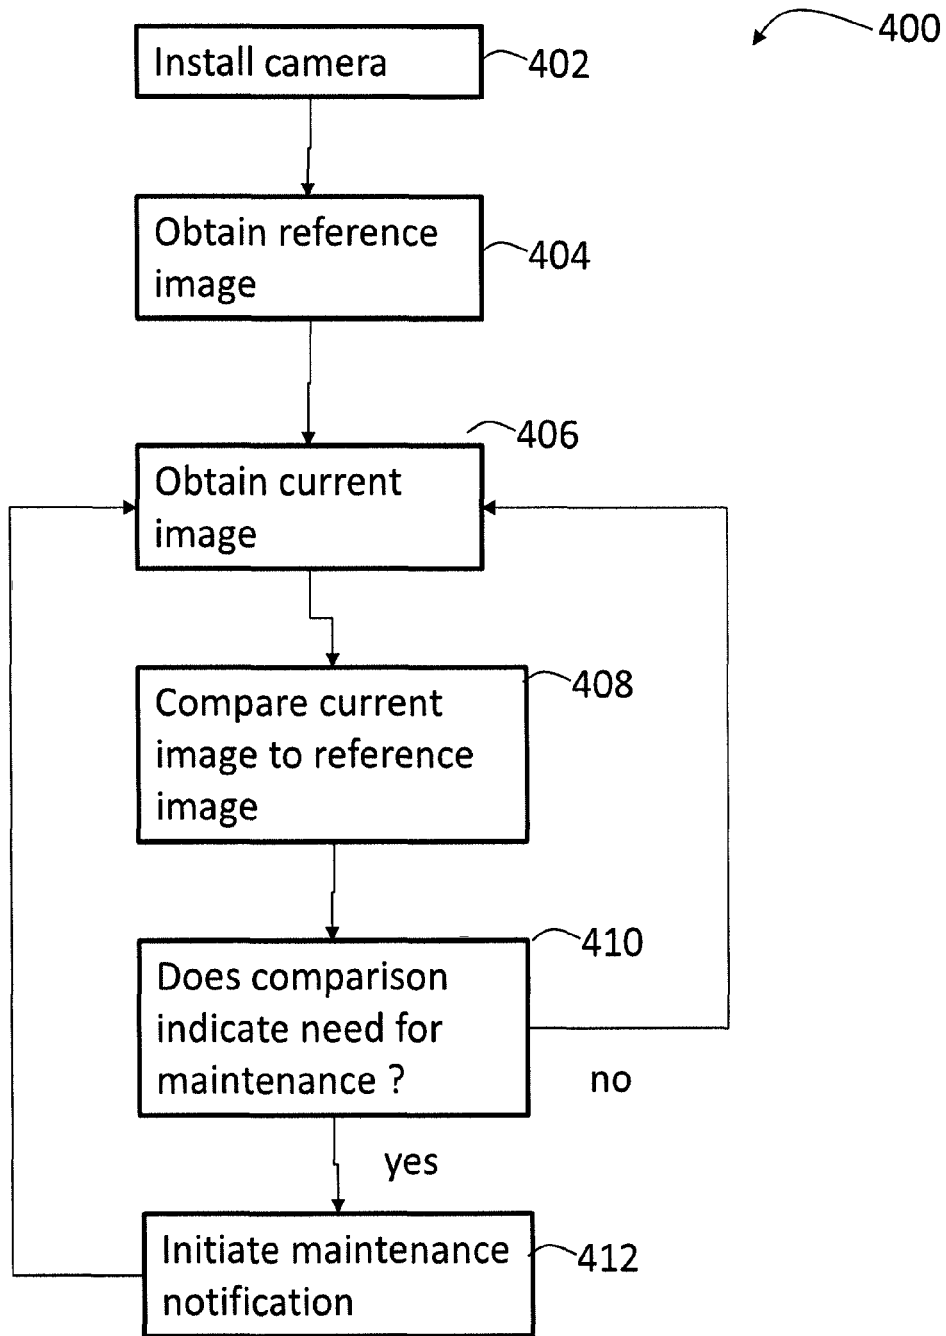 400
Install camera
402
Obtain reference
image
404
406
Obtain current
image
408
Compare current
image to reference
image
410
Does comparison
indicate need for
maintenance ?
no
yes
Initiate maintenance
notification
412